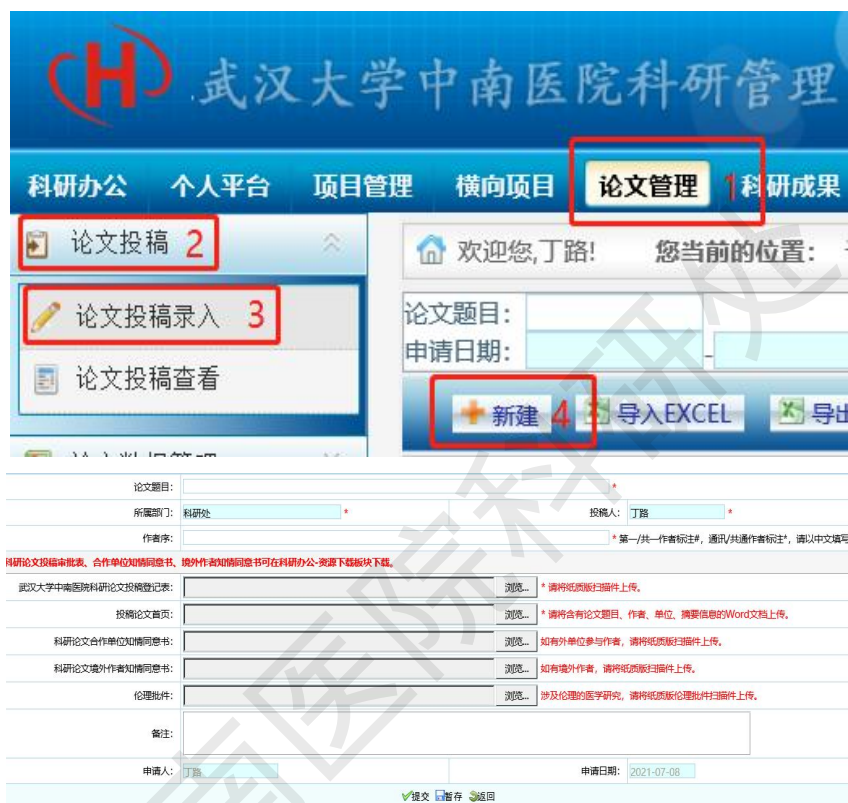 武汉大学中南医院科研管理
科研办公 个人平台 项目管理 横向项目 论文管理 1 科研成果
论文投稿 2
欢迎您,丁路! 您当前的位置:
论文投稿录入 3
论文题目:
申请日期: -
论文投稿查看
新建 4 导入EXCEL 导出
论文题目: *
所属部门: 科研处 * 投稿人: 丁路 *
作者序: * 第一/共一作者标注#, 通讯/共通作者标注*, 请以中文填写
科研论文投稿审批表、合作单位知情同意书、境外作者知情同意书可在科研办公-资源下载板块下载。
武汉大学中南医院科研论文投稿登记表: 浏览... * 请将纸质版扫描件上传。
投稿论文首页: 浏览... * 请将含有论文题目、作者、单位、摘要信息的Word文档上传。
科研论文合作单位知情同意书: 浏览... 如有外单位参与作者, 请将纸质版扫描件上传。
科研论文境外作者知情同意书: 浏览... 如有境外作者, 请将纸质版扫描件上传。
伦理批件: 浏览... 涉及伦理的医学研究, 请将纸质版伦理批件扫描件上传。
备注:
申请人: 丁路 申请日期: 2021-07-08
提交 暂存 返回
南医院科研处